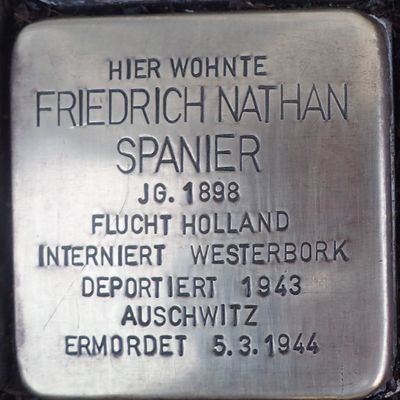 HIER WOHNTE
FRIEDRICH NATHAN
SPANIER
JG. 1898
FLUCHT HOLLAND
INTERNIERT WESTERBORK
DEPORTIERT 1943
AUSCHWITZ
ERMORDET 5.3.1944